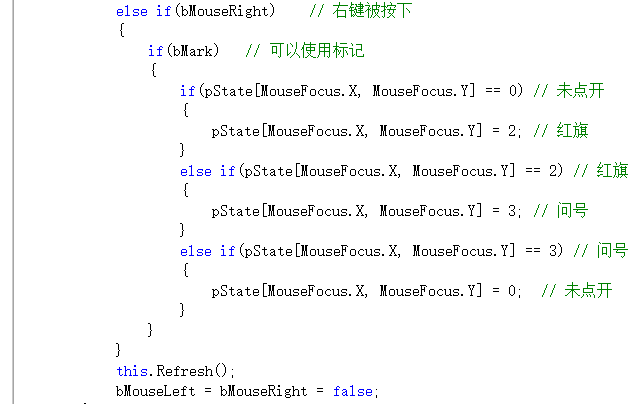 else if(bMouseRight)    // 右键被按下
{
if(bMark)   // 可以使用标记
{
if(pState[MouseFocus.X, MouseFocus.Y] == 0) // 未点开
{
pState[MouseFocus.X, MouseFocus.Y] = 2; // 红旗
}
else if(pState[MouseFocus.X, MouseFocus.Y] == 2) // 红旗
{
pState[MouseFocus.X, MouseFocus.Y] = 3; // 问号
}
else if(pState[MouseFocus.X, MouseFocus.Y] == 3) // 问号
{
pState[MouseFocus.X, MouseFocus.Y] = 0;  // 未点开
}
}
}
this.Refresh();
bMouseLeft = bMouseRight = false;